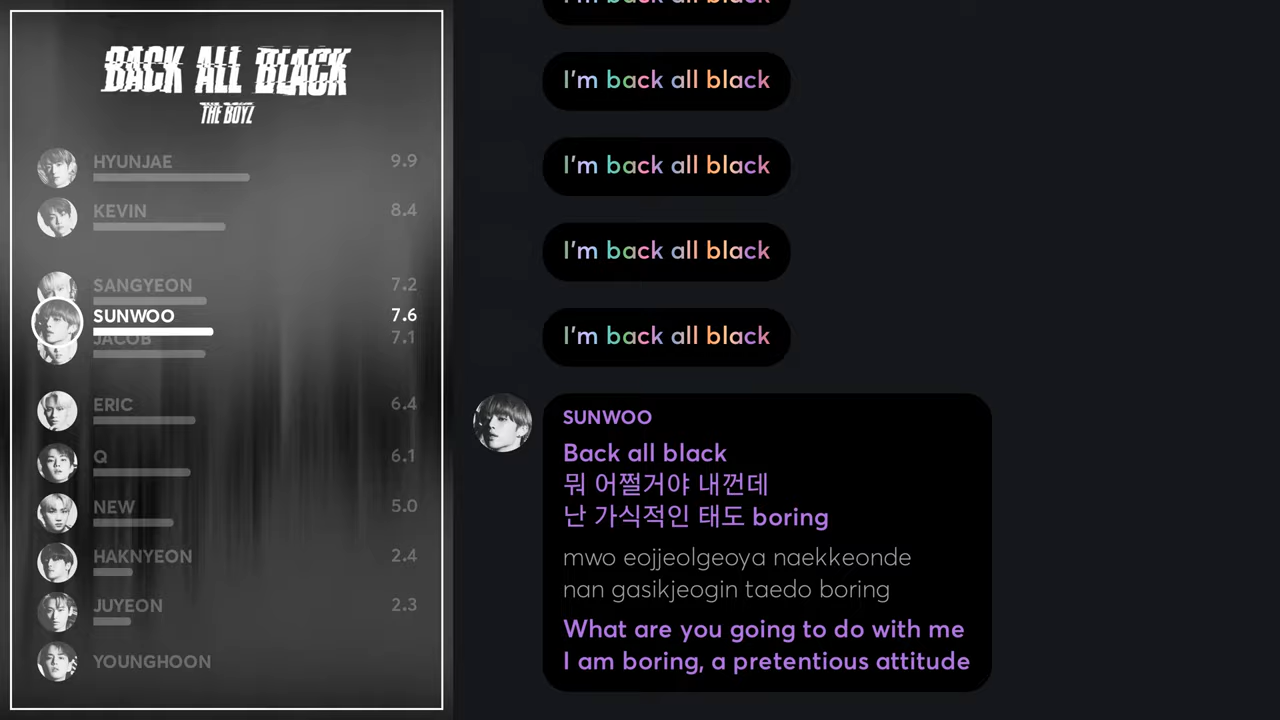 BACK ALL BLACK
THE BOYZ
HYUNJAE 9.9
KEVIN 8.4
SANGYEON 7.2
SUNWOO 7.6
JACOB 7.1
ERIC 6.4
Q 6.1
NEW 5.0
HAKNYEON 2.4
JUYEON 2.3
YOUNGHOON
I'm back all black
I'm back all black
I'm back all black
I'm back all black
I'm back all black
SUNWOO
Back all black
뭐 어쩔거야 내껀데
난 가식적인 태도 boring
mwo eojjeolgeoya naekkeonde
nan gasikjeogin taedo boring
What are you going to do with me
I am boring, a pretentious attitude